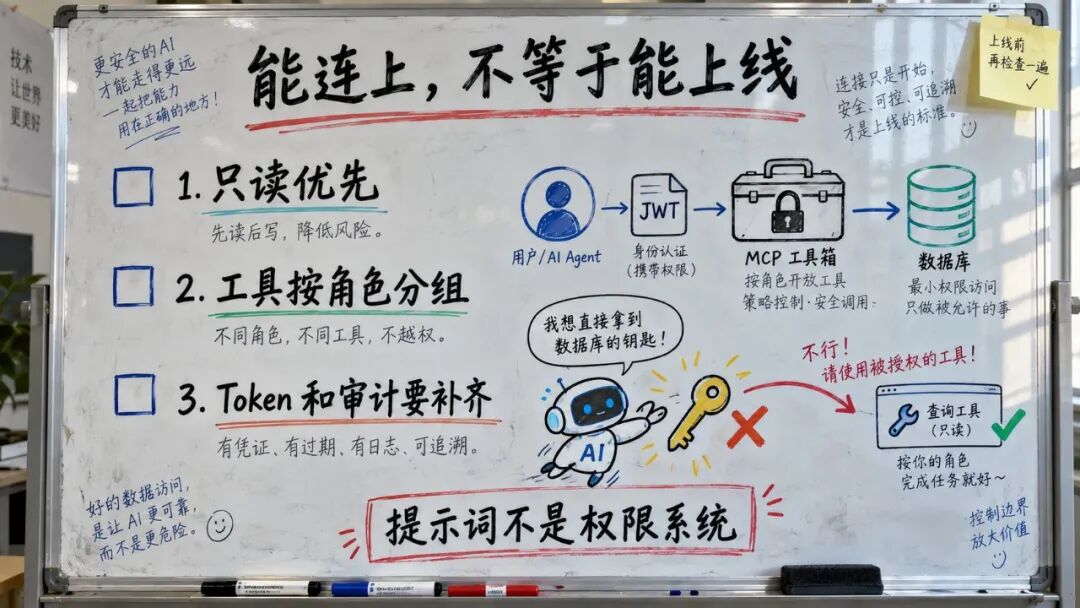 技术
让世界
更美好
更安全的AI
才能走得更远
一起把能力
用在正确的地方！
能连上，不等于能上线
上线前
再检查一遍
✓
连接只是开始，
安全、可控、可追溯
才是上线的标准。
1. 只读优先
先读后写，降低风险。
2. 工具按角色分组
不同角色，不同工具，不越权。
3. Token 和审计要补齐
有凭证、有过期、有日志、可追溯。
用户/AI Agent
JWT
身份认证
(携带权限)
MCP 工具箱
按角色开放工具
策略控制·安全调用
数据库
最小权限访问
只做被允许的事
我想直接拿到
数据库的钥匙！
AI
不行！
请使用被授权的工具！
查询工具
(只读)
按你的角色
完成任务就好～
好的数据访问，
是让AI更可靠，
而不是更危险。
提示词不是权限系统
控制边界
放大价值